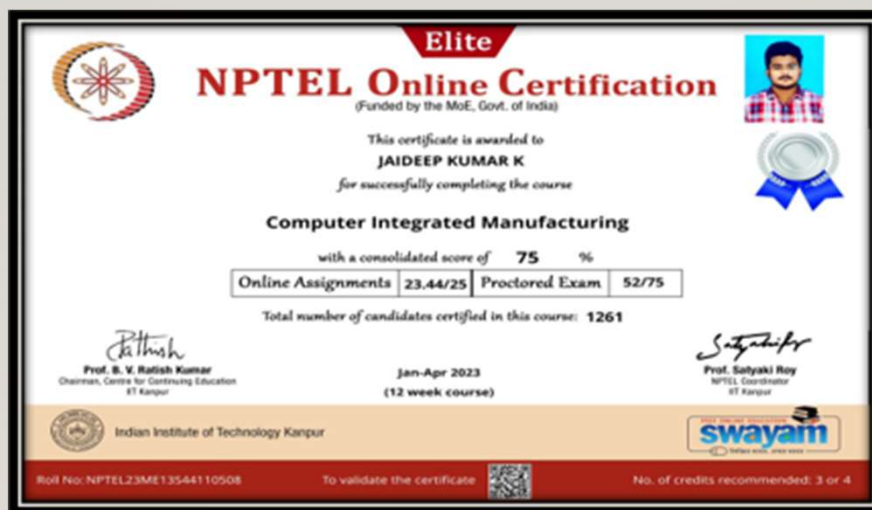 Elite
NPTEL Online Certification
(Funded by the MoE, Govt. of India)
This certificate is awarded to
JAIDEEP KUMAR K
for successfully completing the course
Computer Integrated Manufacturing
with a consolidated score of 75 %
Online Assignments 23.44/25 Proctored Exam 52/75
Total number of candidates certified in this course: 1261
Prof. B. V. Ratish Kumar
Chairman, Centre for Continuing Education
IIT Kanpur
Jan-Apr 2023
(12 week course)
Prof. Satyaki Roy
NPTEL Coordinator
IIT Kanpur
Indian Institute of Technology Kanpur
FREE ONLINE EDUCATION
swayam
Roll No: NPTEL23ME13S44110508 To validate the certificate No. of credits recommended: 3 or 4